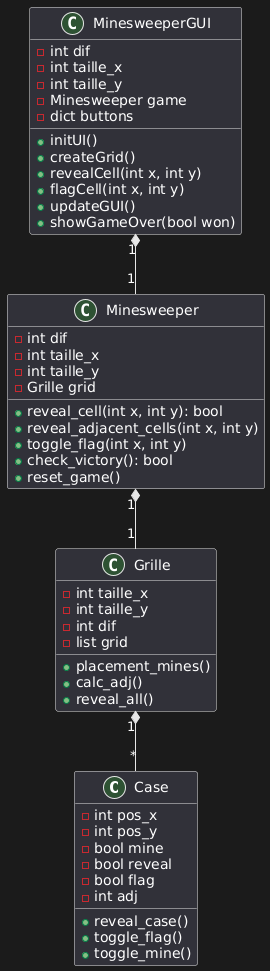 C MinesweeperGUI
int dif
int taille_x
int taille_y
Minesweeper game
dict buttons
initUI()
createGrid()
revealCell(int x, int y)
flagCell(int x, int y)
updateGUI()
showGameOver(bool won)
1
1
C Minesweeper
int dif
int taille_x
int taille_y
Grille grid
reveal_cell(int x, int y): bool
reveal_adjacent_cells(int x, int y)
toggle_flag(int x, int y)
check_victory(): bool
reset_game()
1
1
C Grille
int taille_x
int taille_y
int dif
list grid
placement_mines()
calc_adj()
reveal_all()
1
*
C Case
int pos_x
int pos_y
bool mine
bool reveal
bool flag
int adj
reveal_case()
toggle_flag()
toggle_mine()